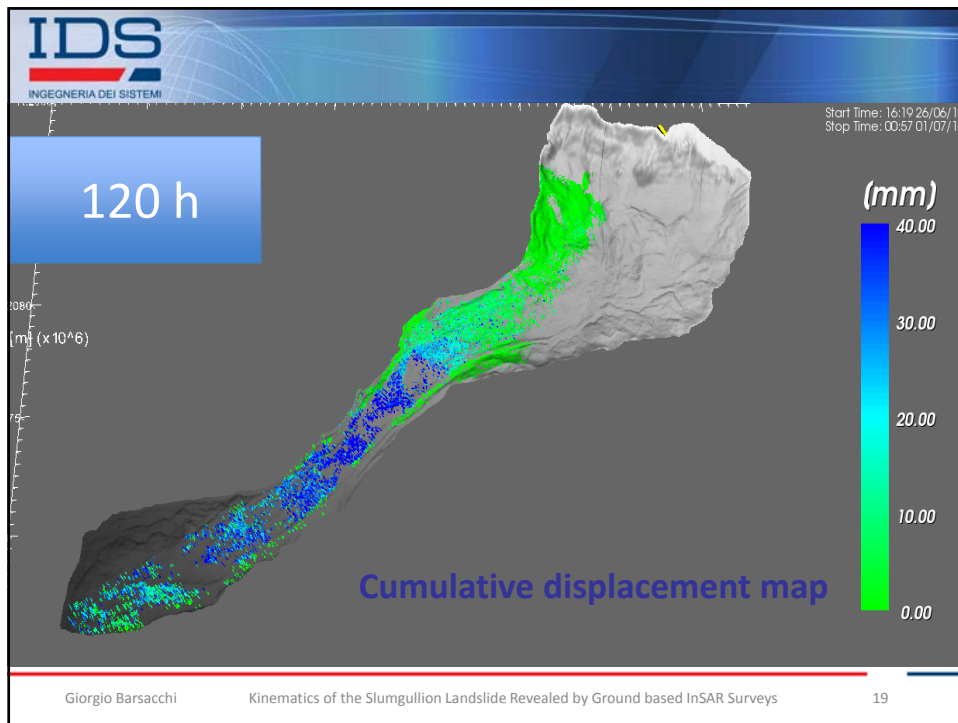 IDS
INGEGNERIA DEI SISTEMI
Start Time: 16:19 26/06/1
Stop Time: 00:57 01/07/1
120 h
(mm)
40.00
30.00
20.00
10.00
0.00
2080
[m] (x10^6)
75
Cumulative displacement map
Giorgio Barsacchi Kinematics of the Slumgullion Landslide Revealed by Ground based InSAR Surveys 19